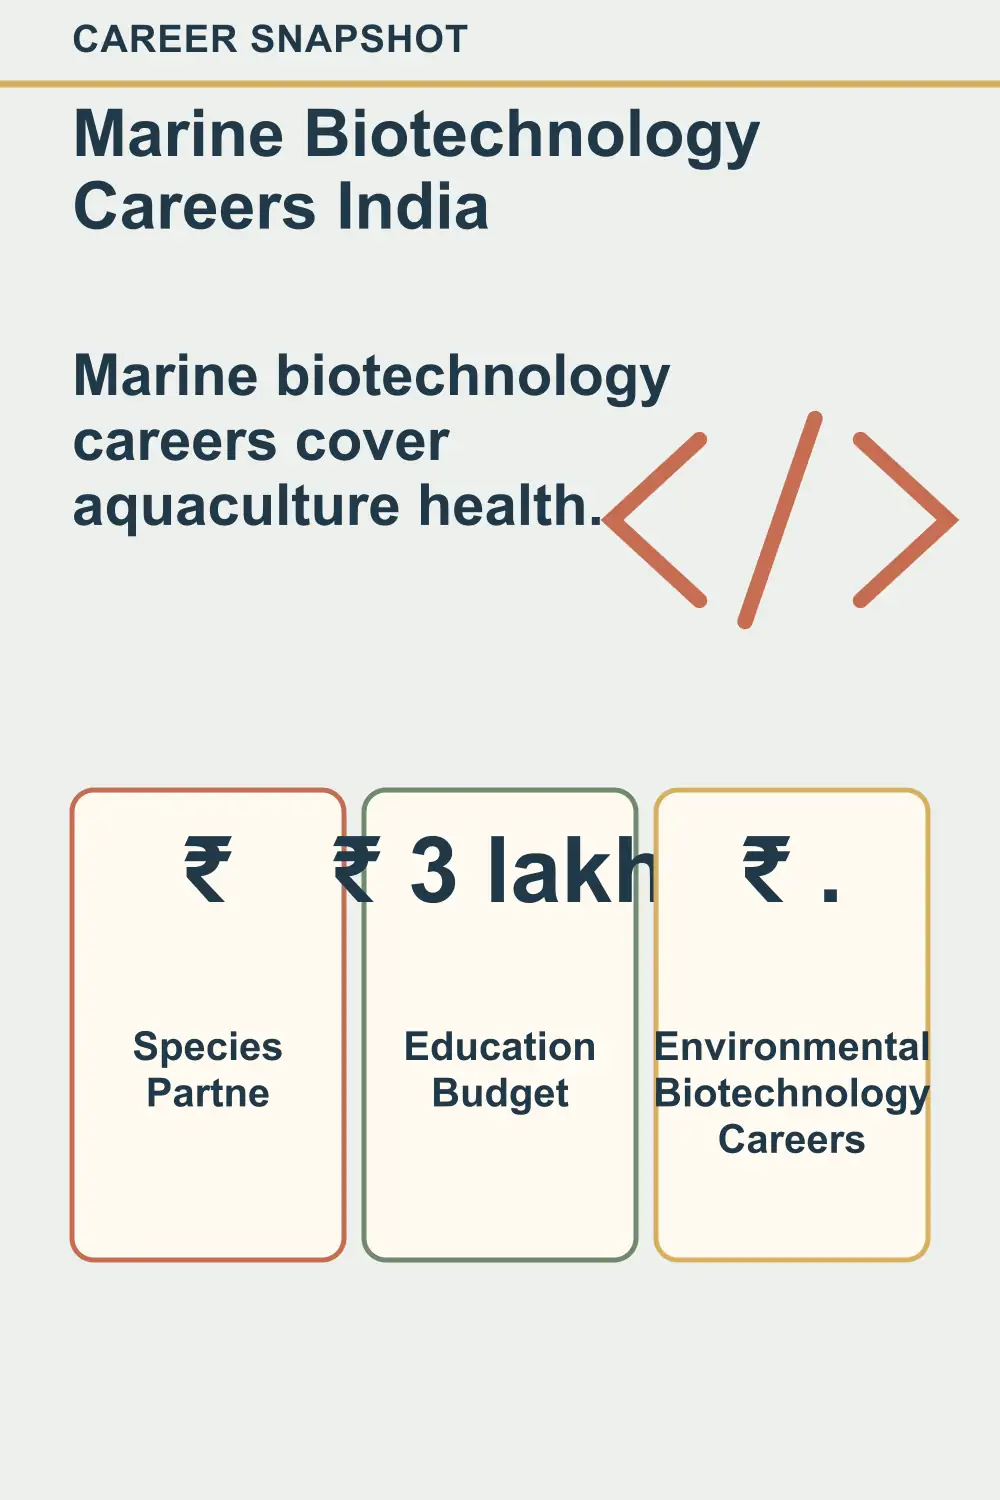 CAREER SNAPSHOT
Marine Biotechnology
Careers India
Marine biotechnology
careers cover
aquaculture health.
₹
₹ 3 lakh
₹ .
Species
Partne
Education
Budget
Environmental
Biotechnology
Careers